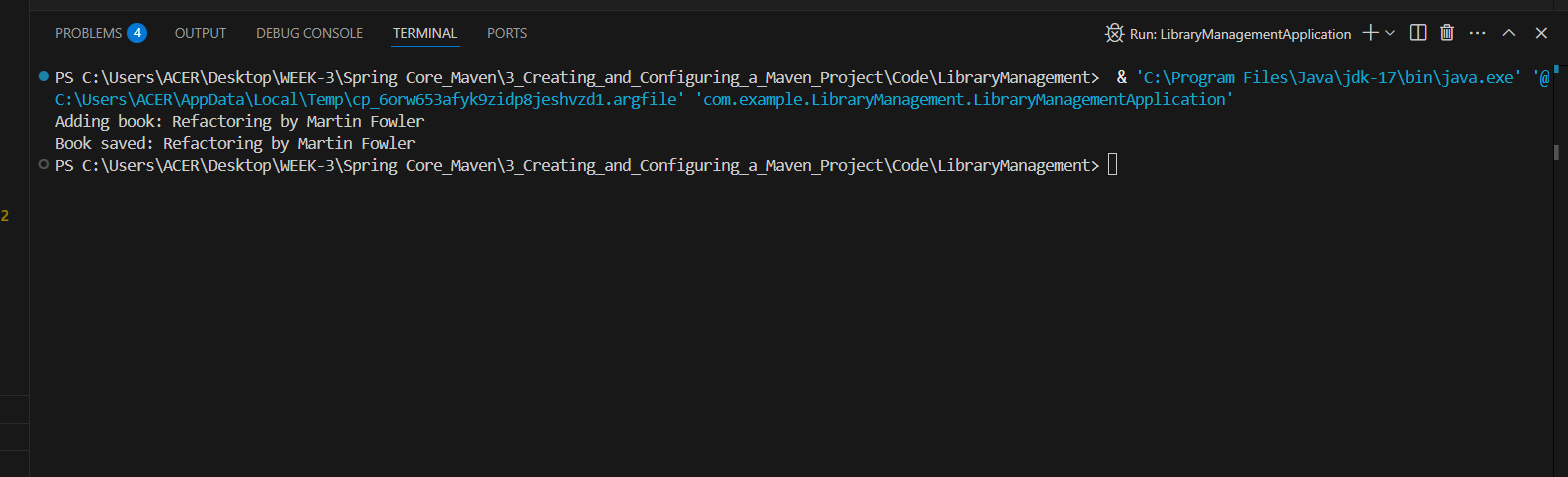 PROBLEMS 4 OUTPUT DEBUG CONSOLE TERMINAL PORTS Run: LibraryManagementApplication
PS C:\Users\ACER\Desktop\WEEK-3\Spring Core_Maven\3_Creating_and_Configuring_a_Maven_Project\Code\LibraryManagement> & 'C:\Program Files\Java\jdk-17\bin\java.exe' '@
C:\Users\ACER\AppData\Local\Temp\cp_6orw653afyk9zidp8jeshvzd1.argfile' 'com.example.LibraryManagement.LibraryManagementApplication'
Adding book: Refactoring by Martin Fowler
Book saved: Refactoring by Martin Fowler
PS C:\Users\ACER\Desktop\WEEK-3\Spring Core_Maven\3_Creating_and_Configuring_a_Maven_Project\Code\LibraryManagement>
2